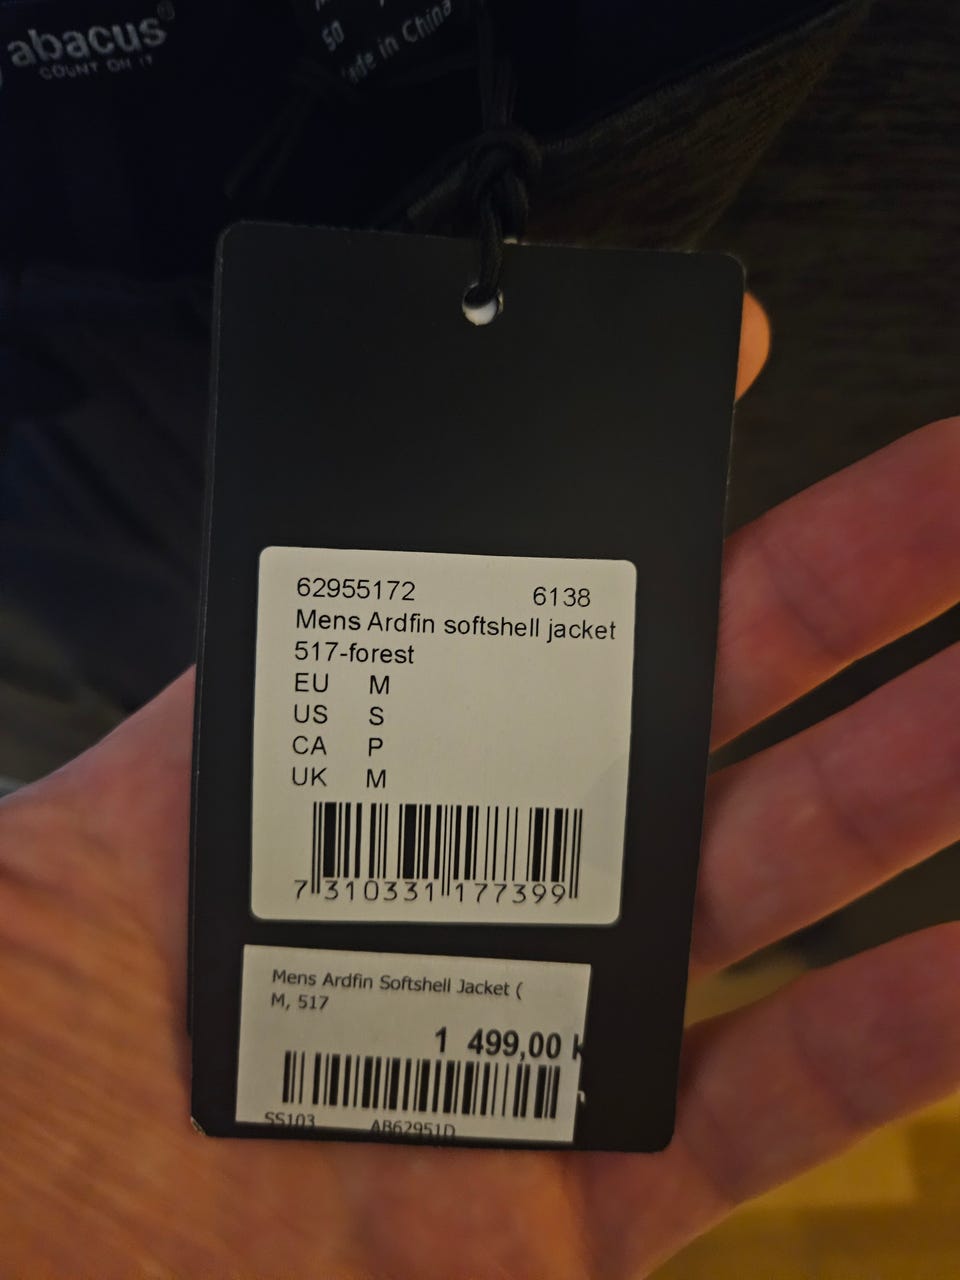 abacus®
COUNT ON IT
50
Made in China
62955172 6138
Mens Ardfin softshell jacket
517-forest
EU M
US S
CA P
UK M
7 310331 177399
Mens Ardfin Softshell Jacket (
M, 517
1 499,00 k
SS103 AB62951D